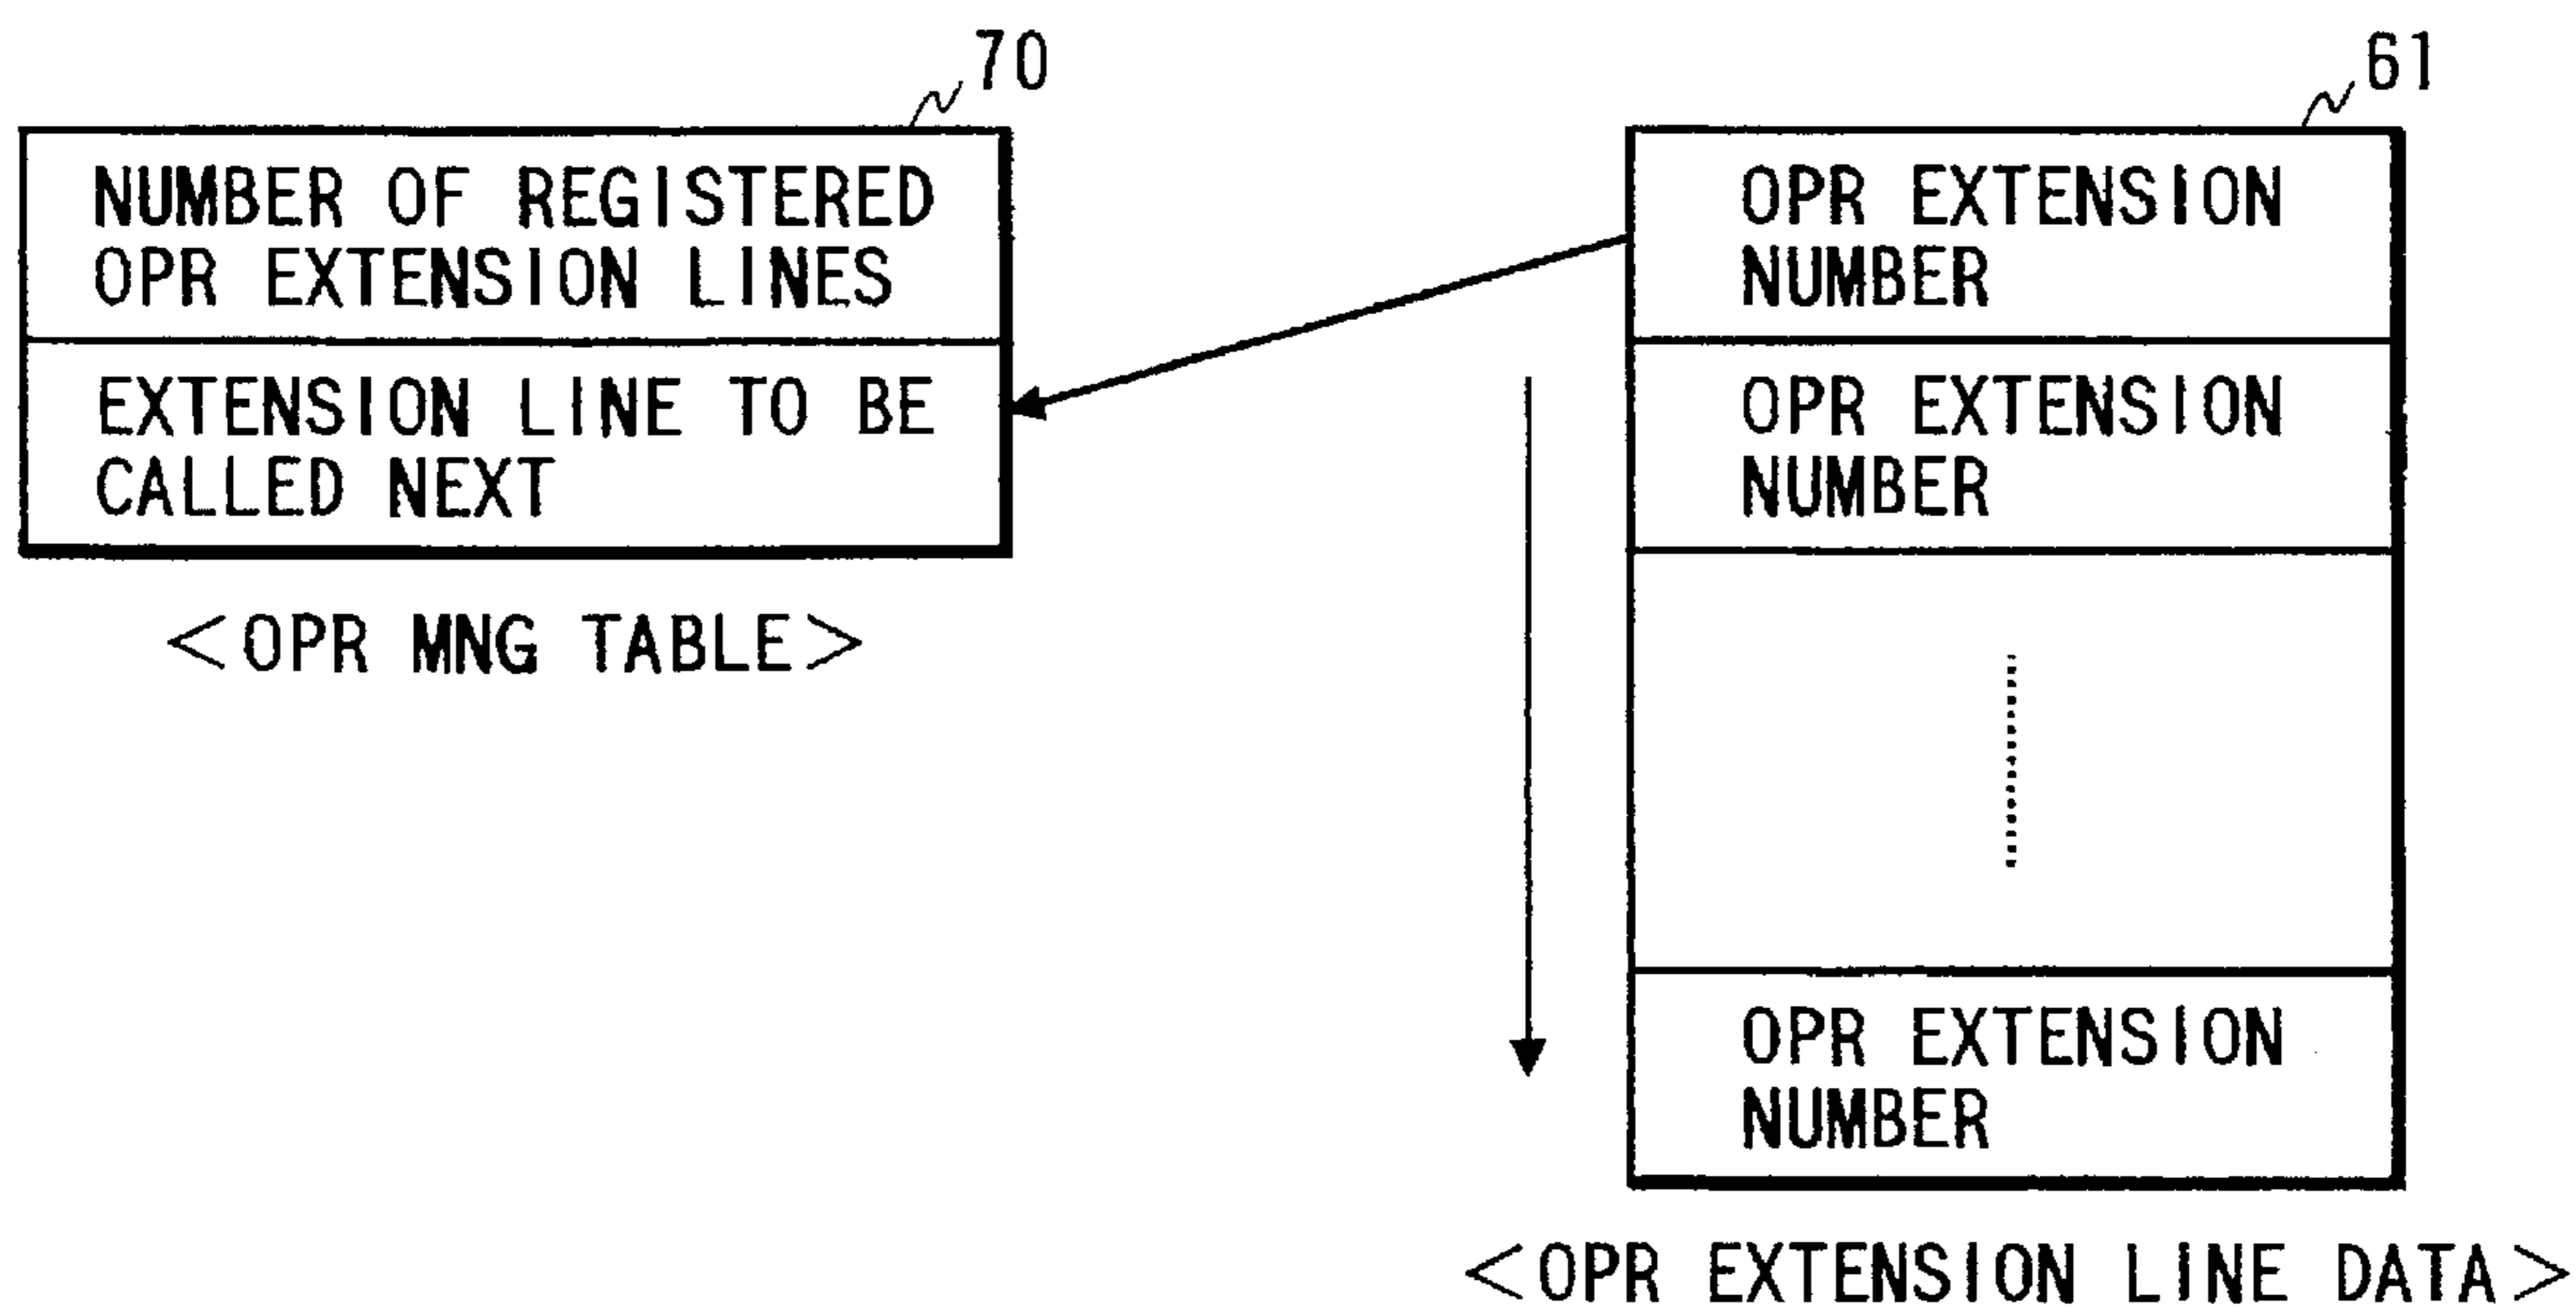 70
NUMBER OF REGISTERED
OPR EXTENSION LINES
EXTENSION LINE TO BE
CALLED NEXT
<OPR MNG TABLE>
61
OPR EXTENSION
NUMBER
OPR EXTENSION
NUMBER
OPR EXTENSION
NUMBER
<OPR EXTENSION LINE DATA>